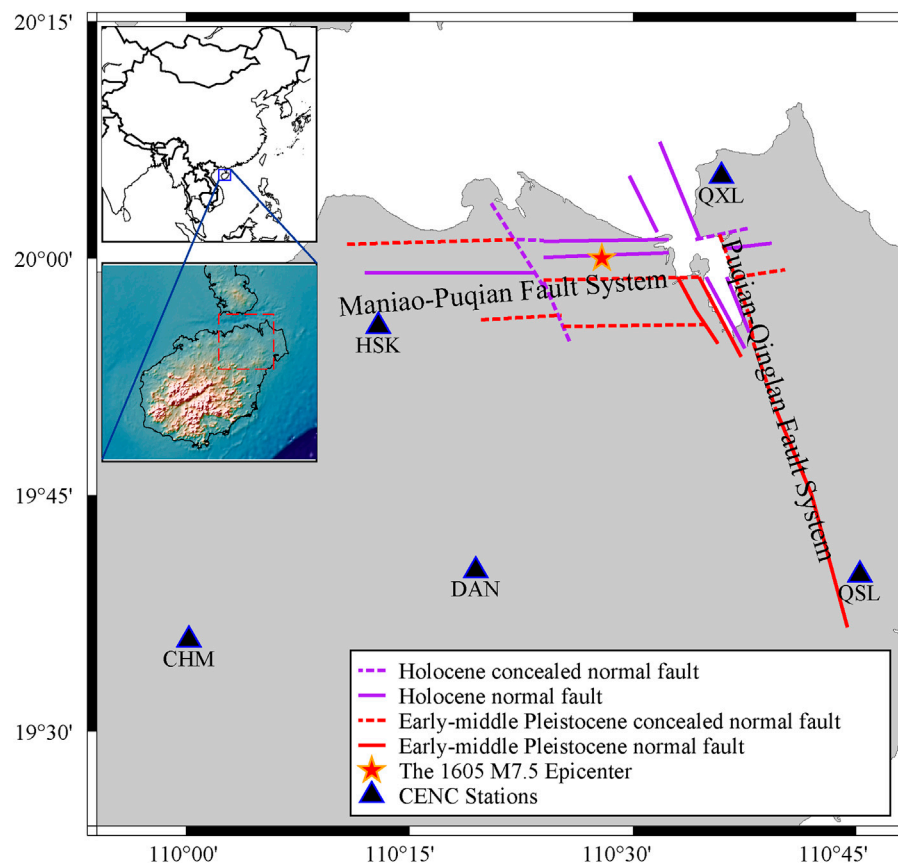 20°15'
QXL
20°00'
Maniao-Puqian Fault System
HSK
Puqian-Qinglan Fault System
19°45'
DAN
QSL
CHM
Holocene concealed normal fault
Holocene normal fault
Early-middle Pleistocene concealed normal fault
Early-middle Pleistocene normal fault
The 1605 M7.5 Epicenter
CENC Stations
19°30'
110°00'
110°15'
110°30'
110°45'